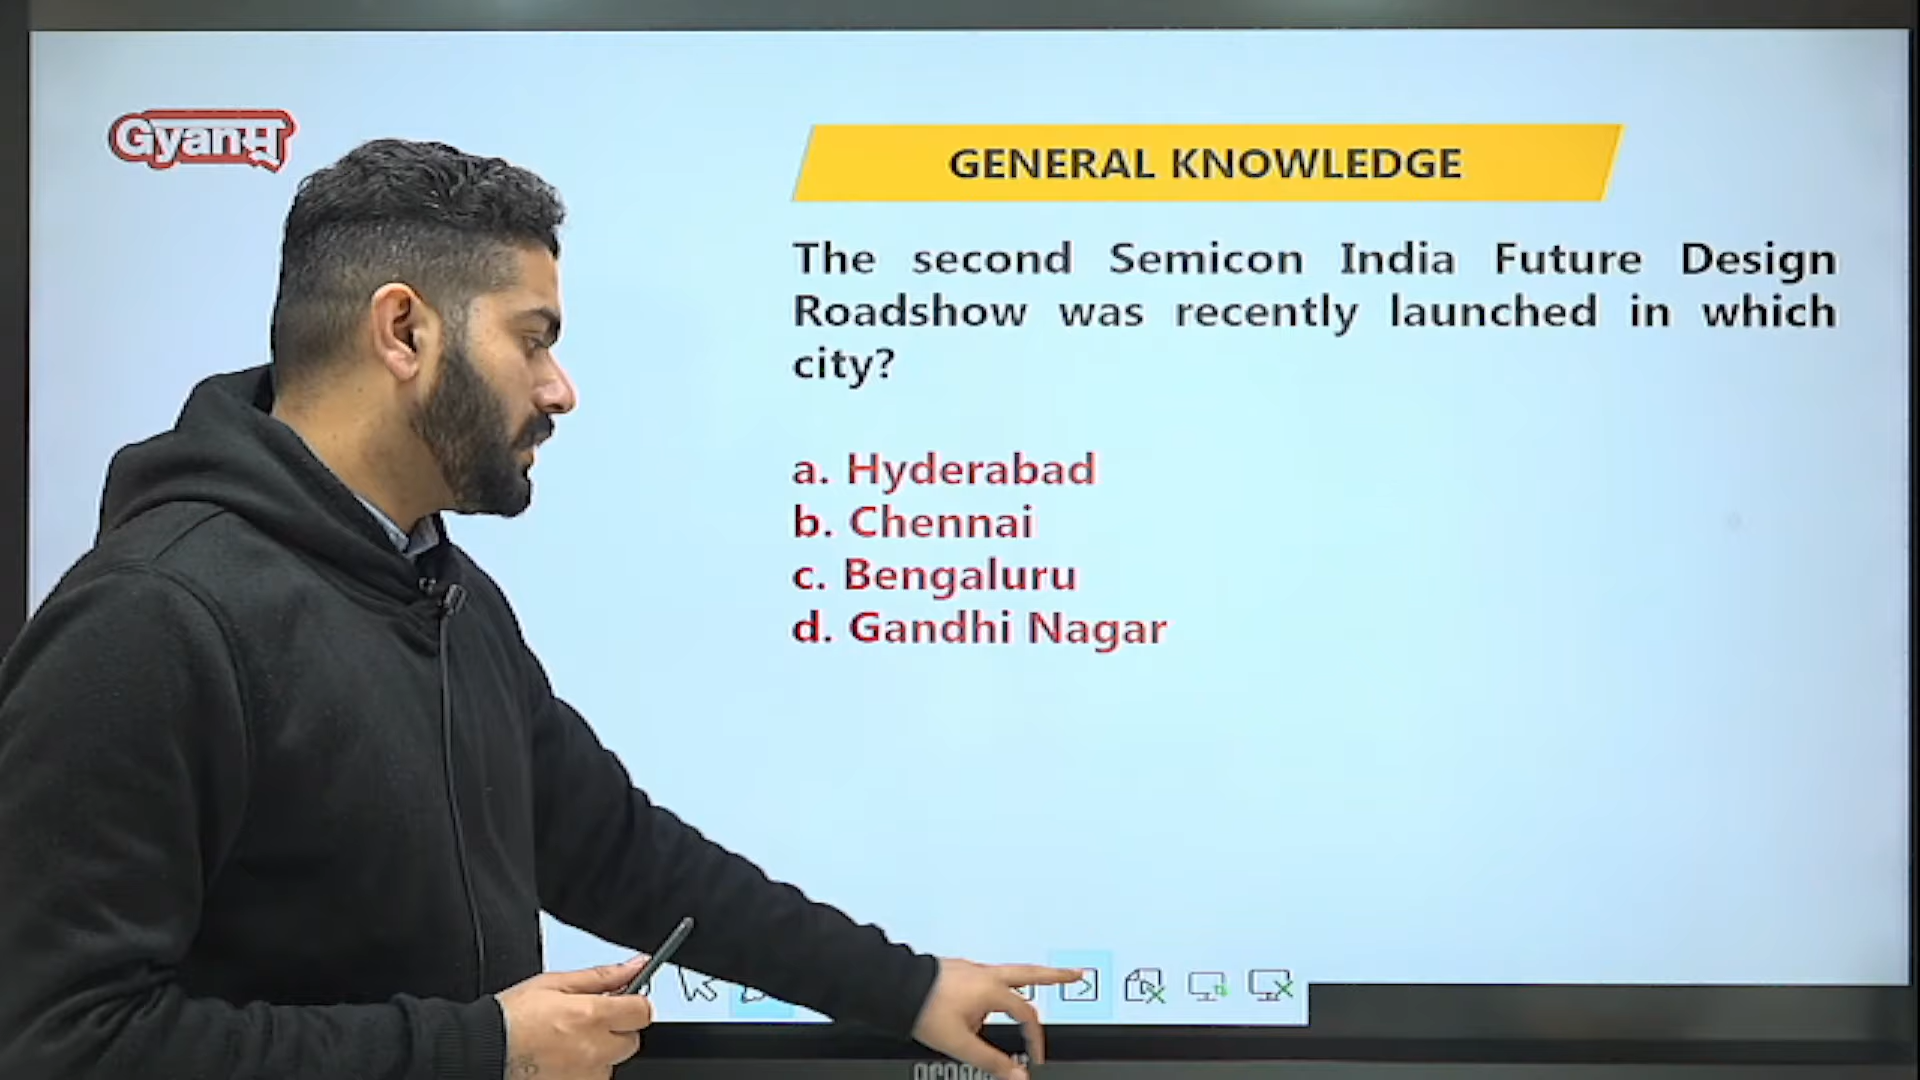 Gyanम्
GENERAL KNOWLEDGE
The second Semicon India Future Design
Roadshow was recently launched in which
city?
a. Hyderabad
b. Chennai
c. Bengaluru
d. Gandhi Nagar